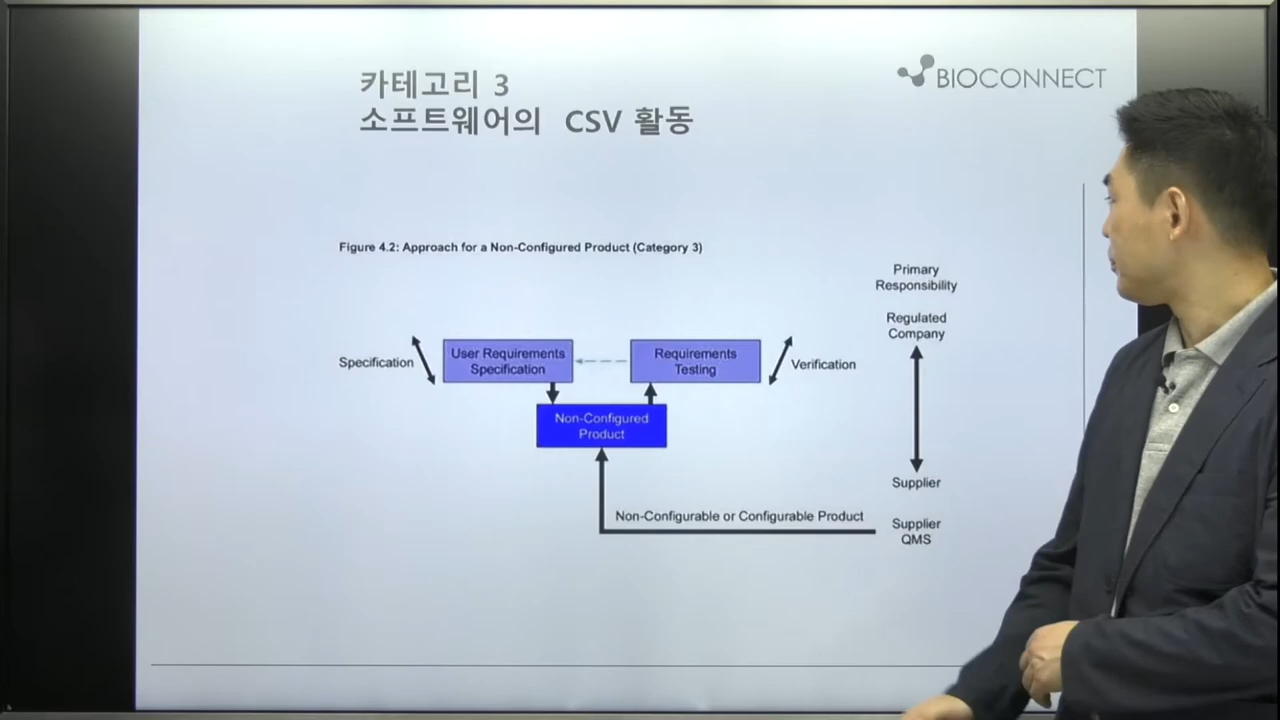 카테고리 3
소프트웨어의 CSV 활동
BIOCONNECT
Figure 4.2: Approach for a Non-Configured Product (Category 3)
Primary
Responsibility
Regulated
Company
Specification
User Requirements
Specification
Requirements
Testing
Verification
Non-Configured
Product
Supplier
Non-Configurable or Configurable Product
Supplier
QMS